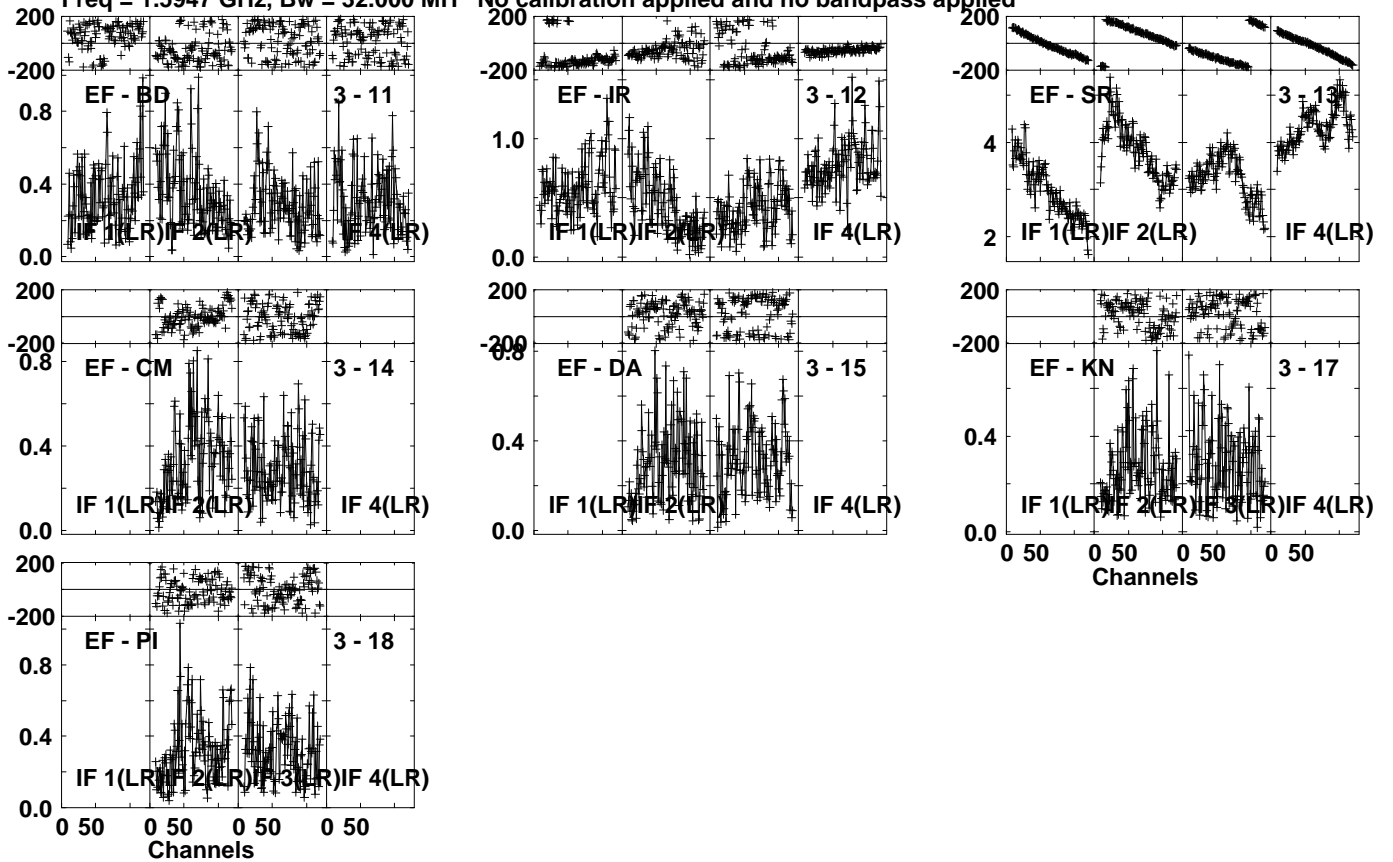 Freq = 1.5947 GHz, Bw = 32.000 MH No calibration applied and no bandpass applied
200
-200
EF - BD 3 - 11
0.8
0.4
IF 1(LR) IF 2(LR) IF 4(LR)
0.0
EF - IR 3 - 12
1.0
IF 1(LR) IF 2(LR) IF 4(LR)
0.0
200
-200
EF - SR 3 - 13
4
IF 1(LR) IF 2(LR) IF 4(LR)
2
200
-200
0.8
EF - CM 3 - 14
0.4
IF 1(LR) IF 2(LR) IF 4(LR)
0.0
200
-200
0.8
EF - DA 3 - 15
0.4
IF 1(LR) IF 2(LR) IF 4(LR)
0.0
200
-200
EF - KN 3 - 17
0.4
IF 1(LR) IF 2(LR) IF 3(LR) IF 4(LR)
0.0
0 50 0 50 0 50 0 50
Channels
200
-200
EF - PI 3 - 18
0.8
0.4
IF 1(LR) IF 2(LR) IF 3(LR) IF 4(LR)
0.0
0 50 0 50 0 50 0 50
Channels